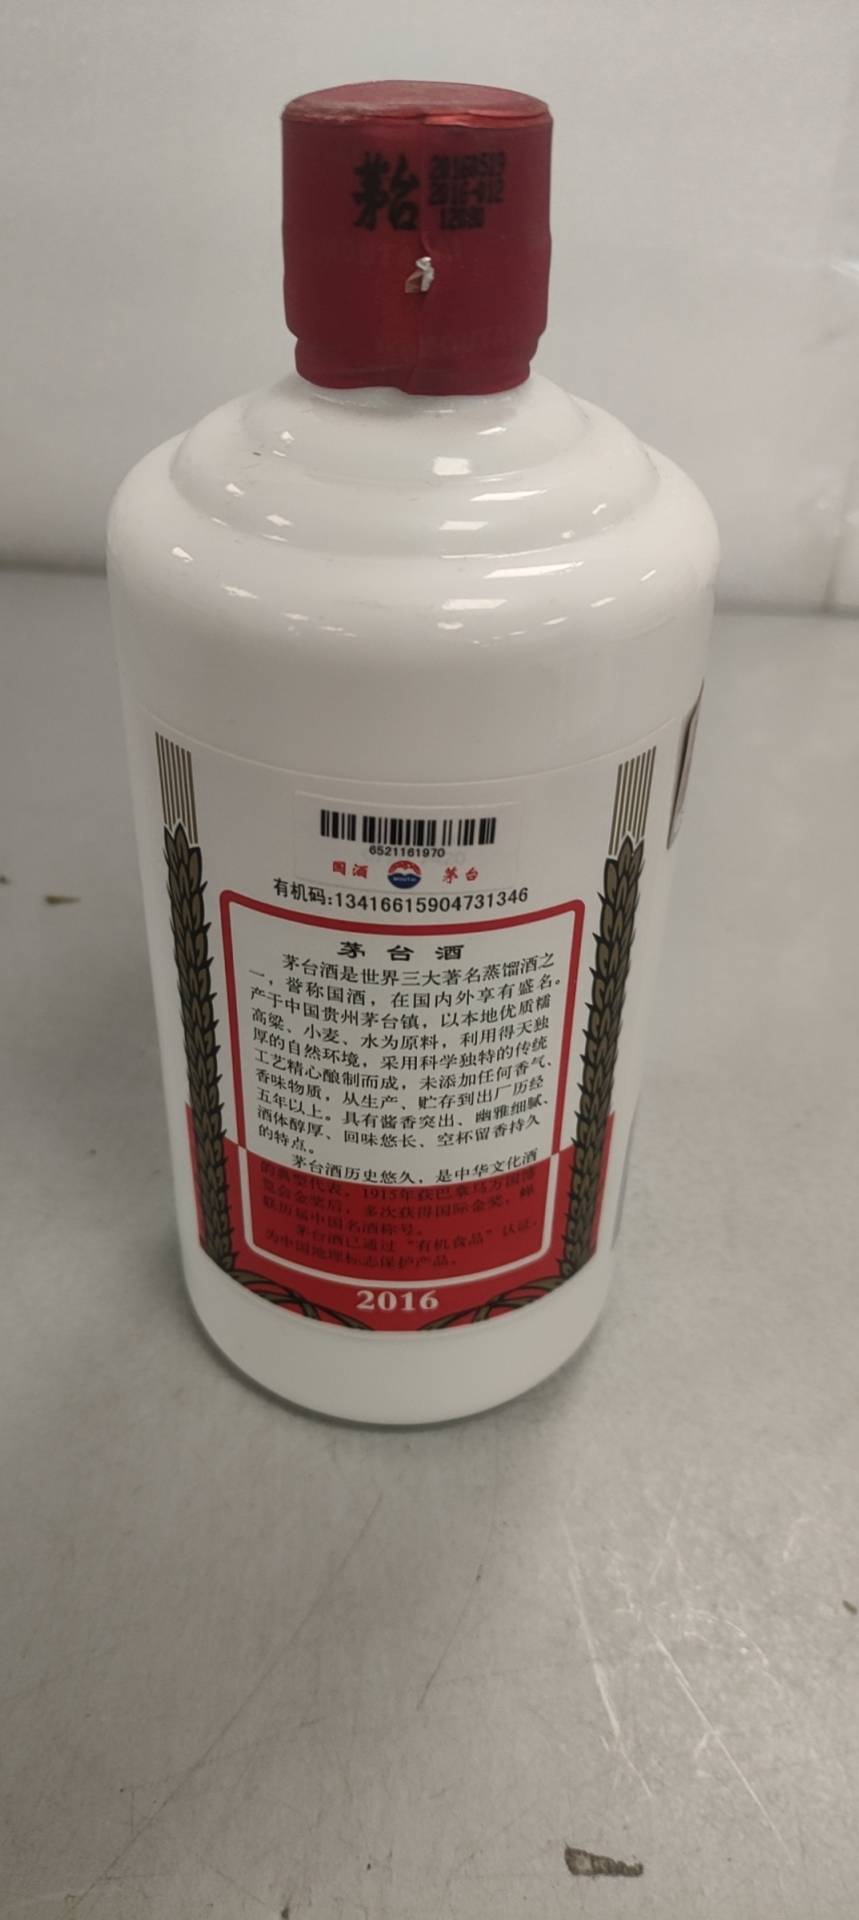 茅台
20160519
2016-012
6521161970
国酒 MOUTAI 茅台
有机码:13416615904731346
茅台酒
茅台酒是世界三大著名蒸馏酒之
一，誉称国酒，在国内外享有盛名。
产于中国贵州茅台镇，以本地优质糯
高粱、小麦、水为原料，利用得天独
厚的自然环境，采用科学独特的传统
工艺精心酿制而成，未添加任何香气、
香味物质，从生产、贮存到出厂历经
五年以上。具有酱香突出、幽雅细腻、
酒体醇厚、回味悠长、空杯留香持久
的特点。
茅台酒历史悠久，是中华文化酒
的典型代表，1915年获巴拿马万国博
览会金奖后，多次获得国际金奖，蝉
联历届中国名酒称号。
茅台酒已通过“有机食品”认证，
为中国地理标志保护产品。
2016